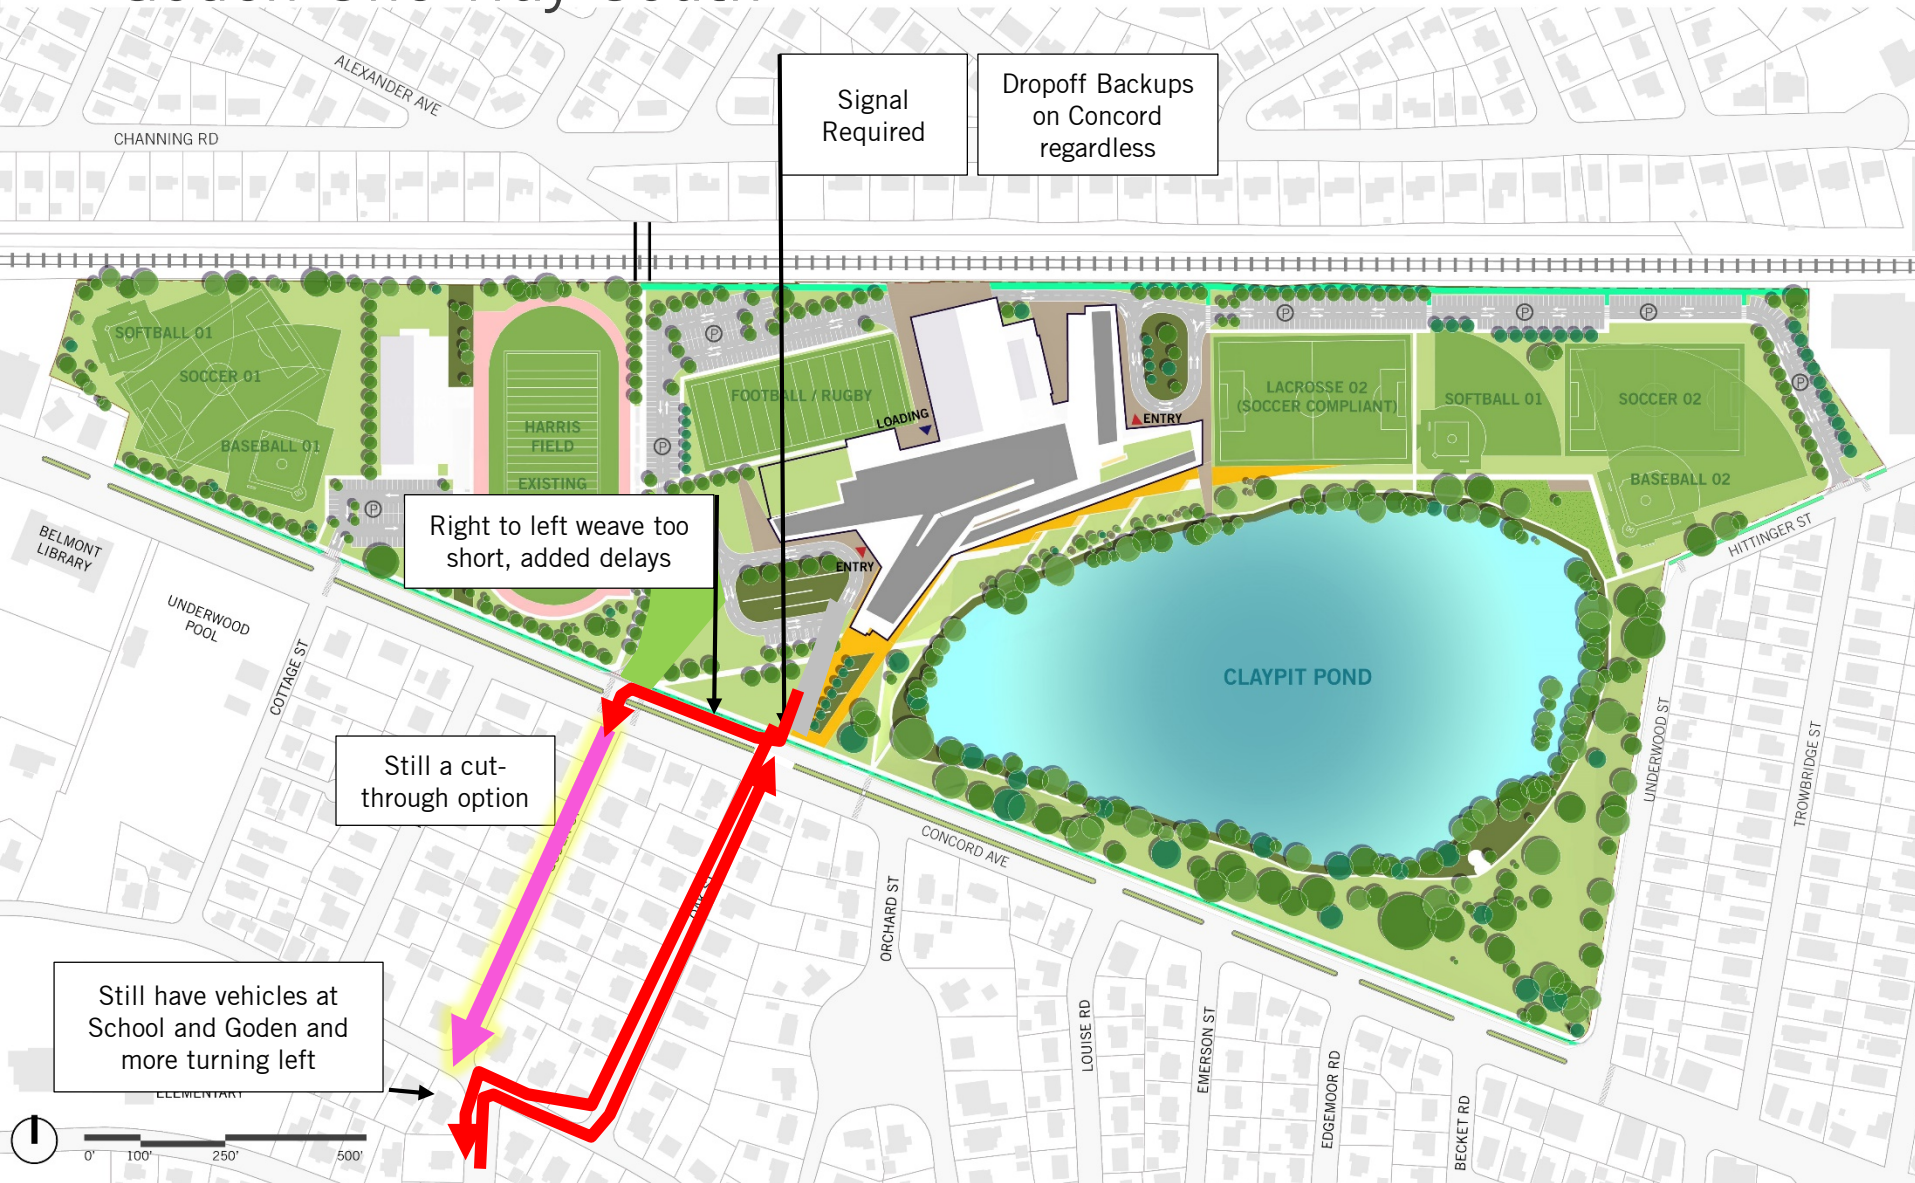 ALEXANDER AVE
CHANNING RD
Signal
Required
Dropoff Backups
on Concord
regardless
SOFTBALL 01
SOCCER 01
BASEBALL 01
HARRIS
FIELD
EXISTING
P
P
P
FOOTBALL / RUGBY
LOADING
ENTRY
P
P
P
P
LACROSSE 02
(SOCCER COMPLIANT)
SOFTBALL 01
SOCCER 02
BASEBALL 02
HITTINGER ST
BELMONT
LIBRARY
UNDERWOOD
POOL
COTTAGE ST
Right to left weave too
short, added delays
ENTRY
CLAYPIT POND
UNDERWOOD ST
TROWBRIDGE ST
Still a cut-
through option
CONCORD AVE
ORCHARD ST
LOUISE RD
EMERSON ST
EDGEMOOR RD
BECKET RD
Still have vehicles at
School and Goden and
more turning left
ELEMENTARY
0' 100' 250' 500'